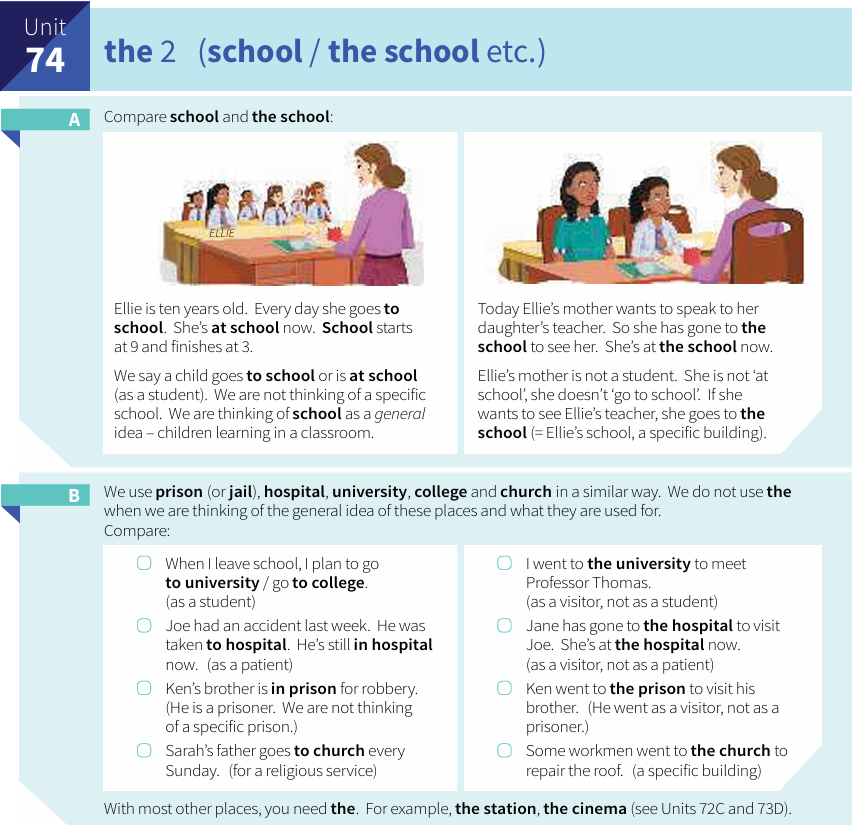 Unit
74
the 2 (school / the school etc.)
A
Compare school and the school:
ELLIE
Ellie is ten years old. Every day she goes to
school. She’s at school now. School starts
at 9 and finishes at 3.
We say a child goes to school or is at school
(as a student). We are not thinking of a specific
school. We are thinking of school as a general
idea – children learning in a classroom.
Today Ellie’s mother wants to speak to her
daughter’s teacher. So she has gone to the
school to see her. She’s at the school now.
Ellie’s mother is not a student. She is not ‘at
school’, she doesn’t ‘go to school’. If she
wants to see Ellie’s teacher, she goes to the
school (= Ellie’s school, a specific building).
B
We use prison (or jail), hospital, university, college and church in a similar way. We do not use the
when we are thinking of the general idea of these places and what they are used for.
Compare:
When I leave school, I plan to go
to university / go to college.
(as a student)
Joe had an accident last week. He was
taken to hospital. He’s still in hospital
now. (as a patient)
Ken’s brother is in prison for robbery.
(He is a prisoner. We are not thinking
of a specific prison.)
Sarah’s father goes to church every
Sunday. (for a religious service)
I went to the university to meet
Professor Thomas.
(as a visitor, not as a student)
Jane has gone to the hospital to visit
Joe. She’s at the hospital now.
(as a visitor, not as a patient)
Ken went to the prison to visit his
brother. (He went as a visitor, not as a
prisoner.)
Some workmen went to the church to
repair the roof. (a specific building)
With most other places, you need the. For example, the station, the cinema (see Units 72C and 73D).